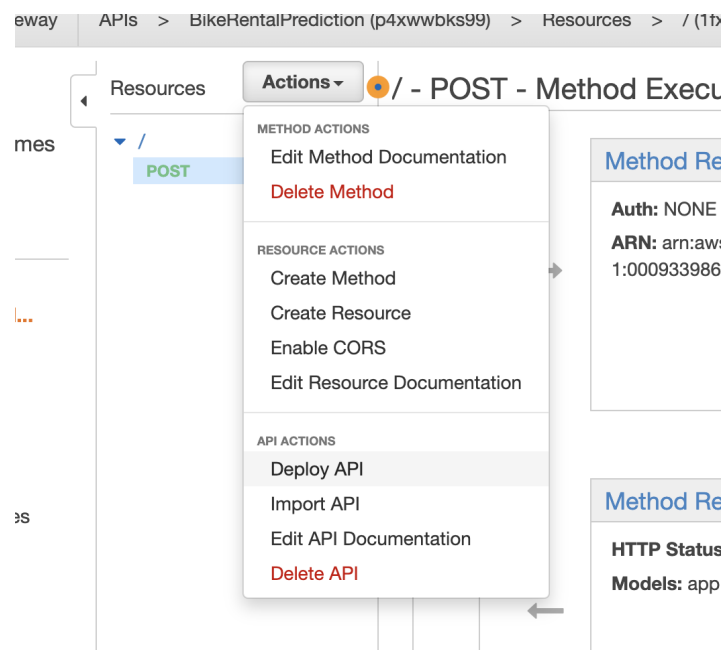 eway APIs > BikeRentalPrediction (p4xwwbks99) > Resources > / (1fx
Resources Actions / - POST - Method Execu
mes
/
POST
METHOD ACTIONS
Edit Method Documentation
Delete Method
RESOURCE ACTIONS
Create Method
Create Resource
Enable CORS
Edit Resource Documentation
API ACTIONS
Deploy API
Import API
Edit API Documentation
Delete API
Method Re
Auth: NONE
ARN: arn:aws
1:000933986
...
es
Method Re
HTTP Status
Models: app